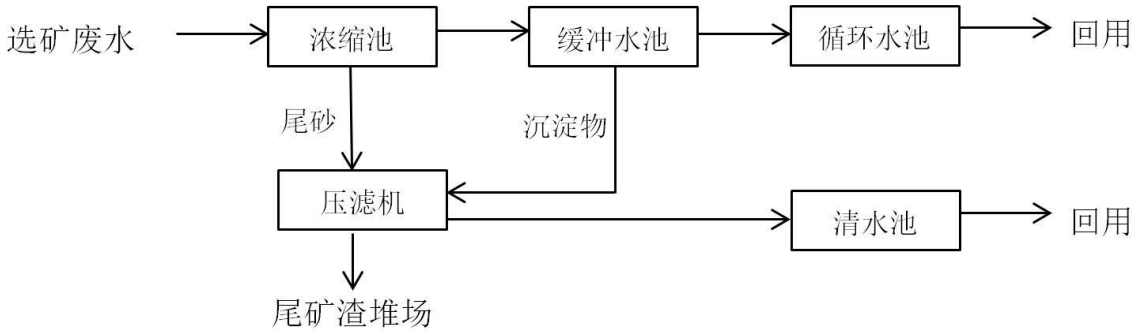 选矿废水
浓缩池
缓冲水池
循环水池
回用
尾砂
沉淀物
压滤机
清水池
回用
尾矿渣堆场